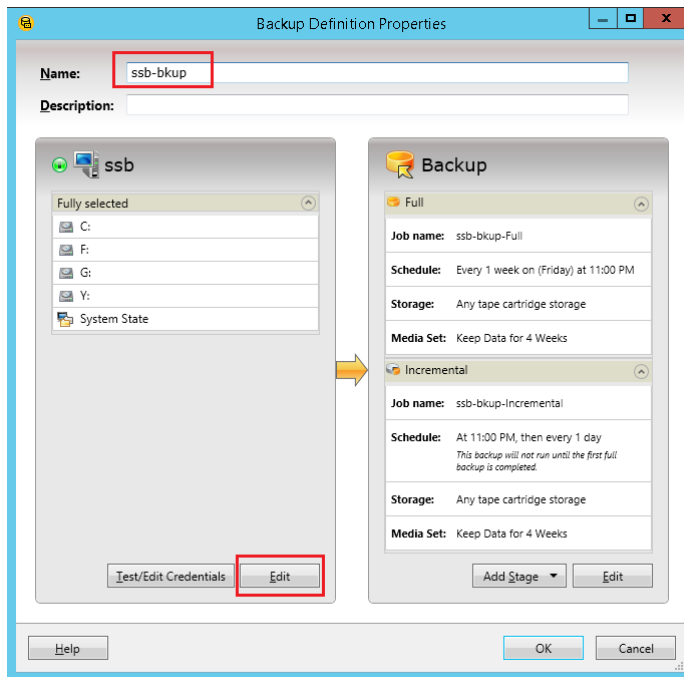 Backup Definition Properties
Name: ssb-bkup
Description:
ssb
Fully selected
C:
F:
G:
Y:
System State
Test/Edit Credentials Edit
Backup
Full
Job name: ssb-bkup-Full
Schedule: Every 1 week on (Friday) at 11:00 PM
Storage: Any tape cartridge storage
Media Set: Keep Data for 4 Weeks
Incremental
Job name: ssb-bkup-Incremental
Schedule: At 11:00 PM, then every 1 day
This backup will not run until the first full
backup is completed.
Storage: Any tape cartridge storage
Media Set: Keep Data for 4 Weeks
Add Stage Edit
Help OK Cancel